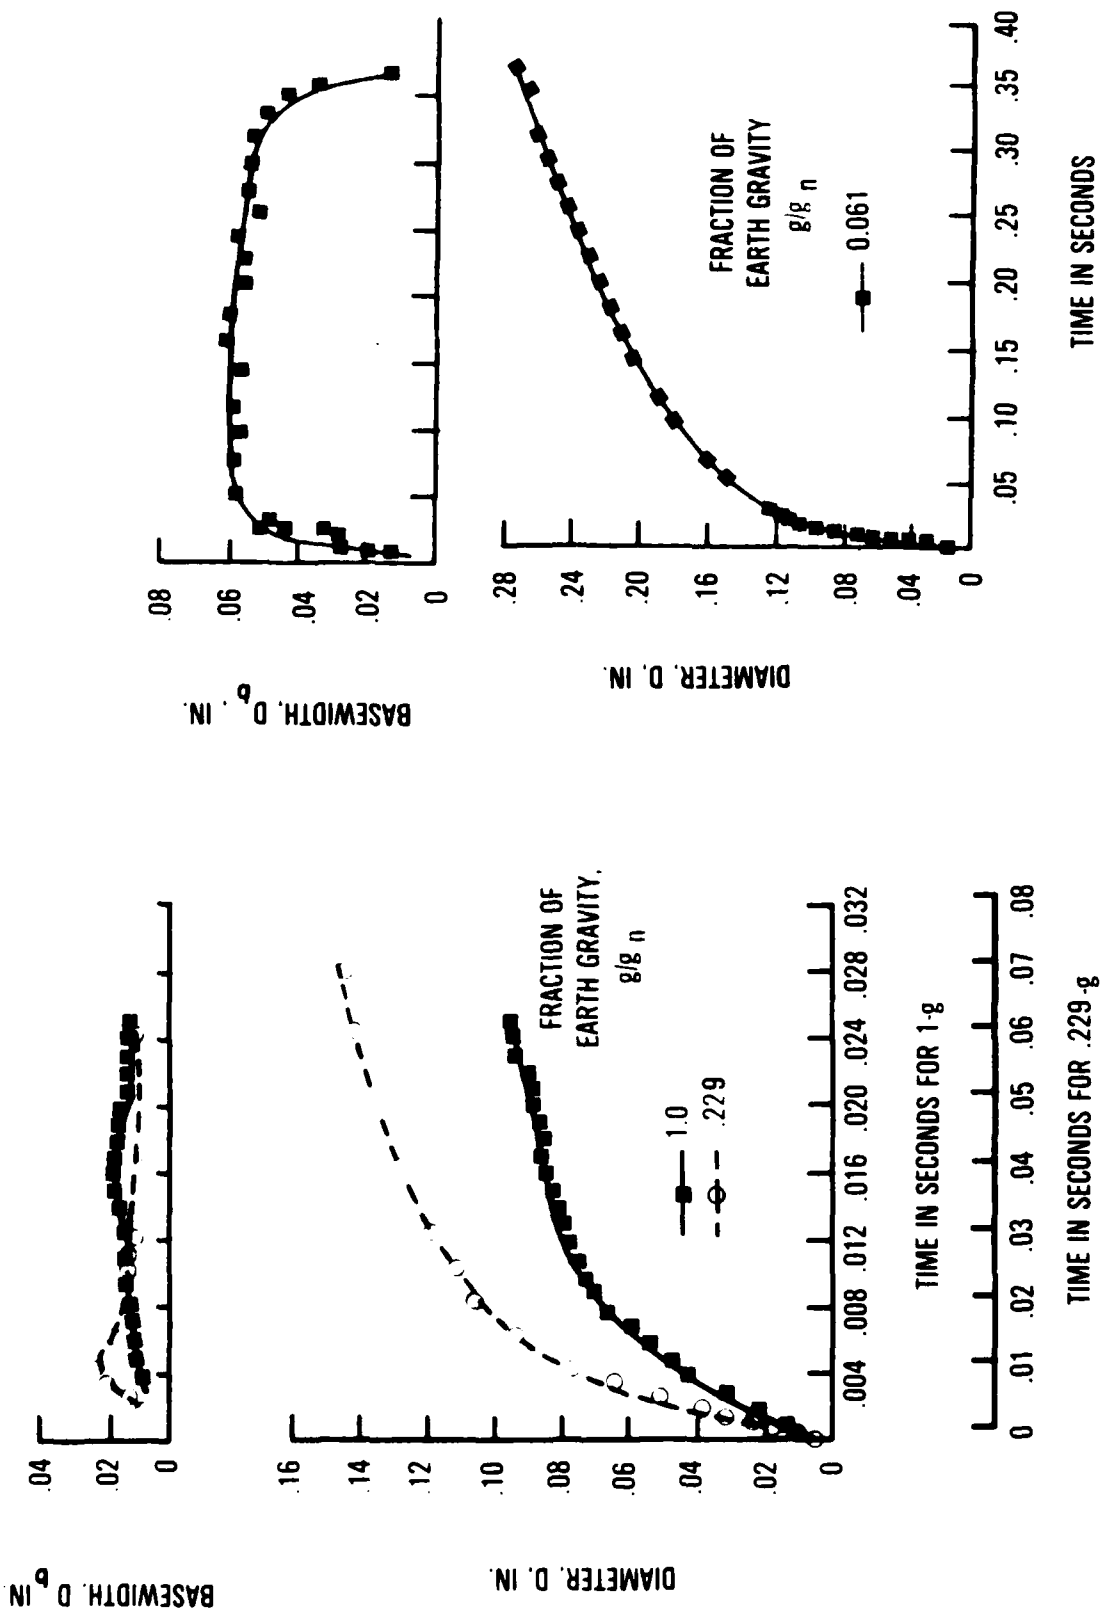 BASEWIDTH, D b IN.
.04
.02
0
DIAMETER, D, IN.
.16
.14
.12
.10
.08
.06
.04
.02
0
FRACTION OF
EARTH GRAVITY,
g/g n
1.0
.229
.004 .008 .012 .016 .020 .024 .028 .032
TIME IN SECONDS FOR 1-g
0 .01 .02 .03 .04 .05 .06 .07 .08
TIME IN SECONDS FOR .229-g
BASEWIDTH, D b , IN.
.08
.06
.04
.02
0
DIAMETER, D, IN.
.28
.24
.20
.16
.12
.08
.04
0
FRACTION OF
EARTH GRAVITY
g/g n
0.061
.05 .10 .15 .20 .25 .30 .35 .40
TIME IN SECONDS